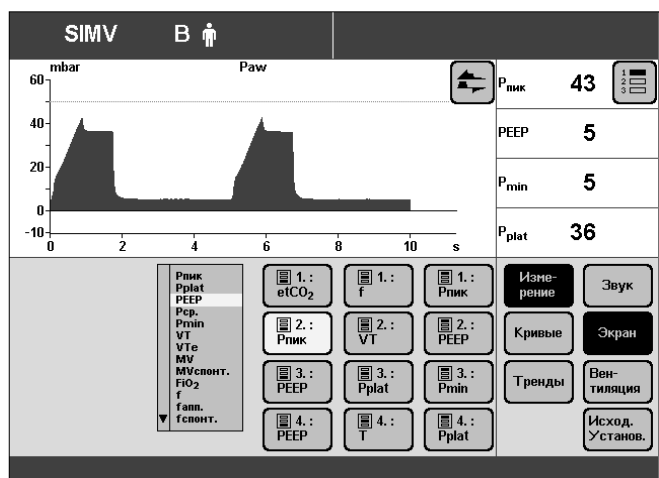 SIMV B
mbar Paw
60
40
20
0
-10
0 2 4 6 8 10 s
Pпик 43
1
2
3
PEEP 5
Pmin 5
Pplat 36
Pпик
Pplat
PEEP
Pср.
Pmin
VT
VTe
MV
MVспонт.
FiO2
f
fапп.
fспонт.
1. :
etCO2
1. :
f
1. :
Pпик
2. :
Pпик
2. :
VT
2. :
PEEP
3. :
PEEP
3. :
Pplat
3. :
Pmin
4. :
PEEP
4. :
T
4. :
Pplat
Изме-
рение
Звук
Кривые
Экран
Тренды
Вен-
тиляция
Исход.
Установ.